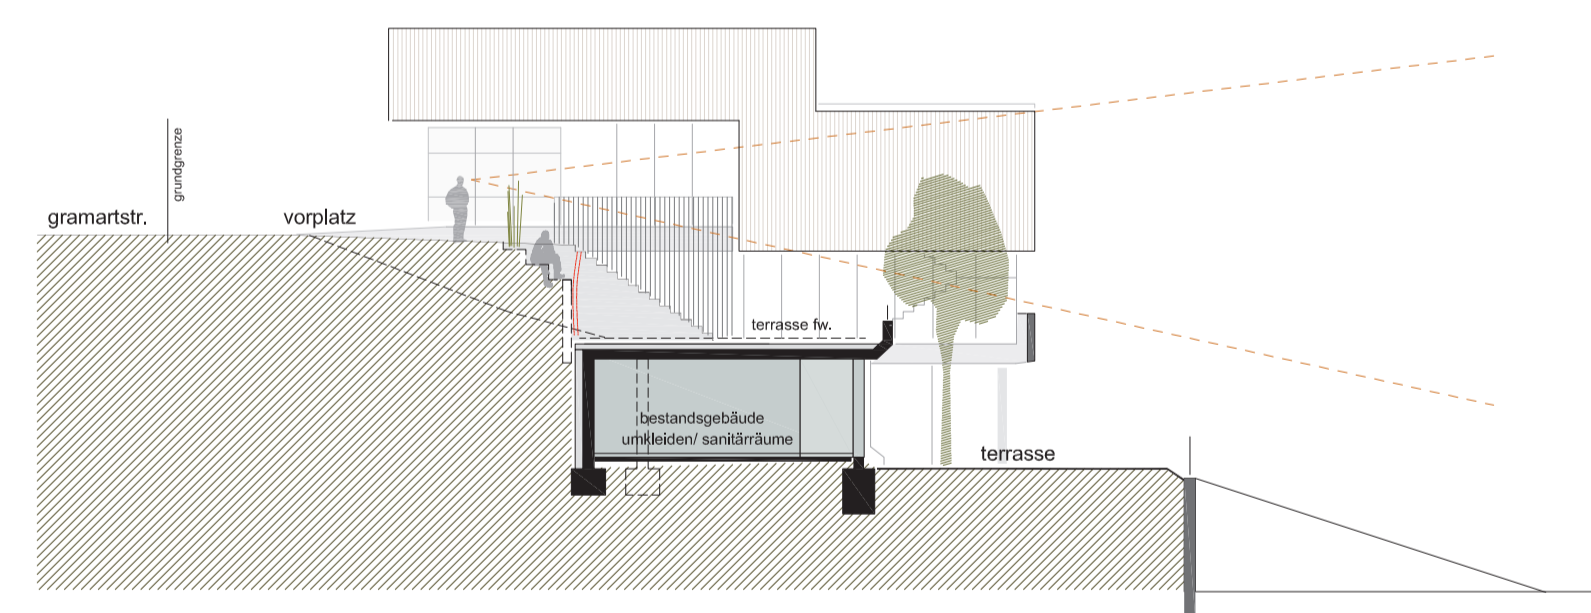 grundgrenze
gramartstr.
vorplatz
terrasse fw.
bestandsgebäude
umkleiden/ sanitärräume
terrasse